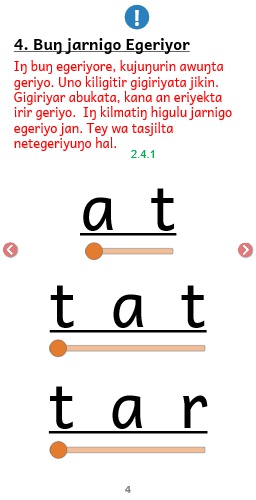 !
4. Buŋ jarnigo Egeriyor
Iŋ buŋ egeriyore, kujuŋurin awuŋta
geriyo. Uno kiligitir gigiriyata jikin.
Gigiriyar abukata, kana an eriyekta
irir geriyo. Iŋ kilmatiŋ higulu jarnigo
egeriyo jan. Tey wa tasjilta
netegeriyuŋo hal.
2.4.1
a t
t a t
t a r
4